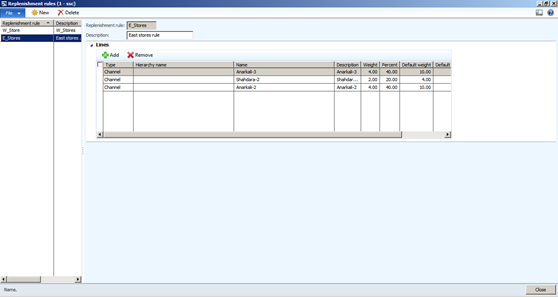 Replenishment rules (1 - ssc)
File New Delete
Replenishment rule Description
W_Store W_Stores
E_Stores East stores
Replenishment rule: E_Stores
Description: East stores rule
Lines
Add Remove
Type Hierarchy name Name Description Weight Percent Default weight Default
Channel Anarkali-3 Anarkali-3 4.00 40.00 10.00
Channel Shahdara-2 Shahdar... 2.00 20.00 4.00
Channel Anarkali-2 Anarkali-2 4.00 40.00 10.00
Name. Close